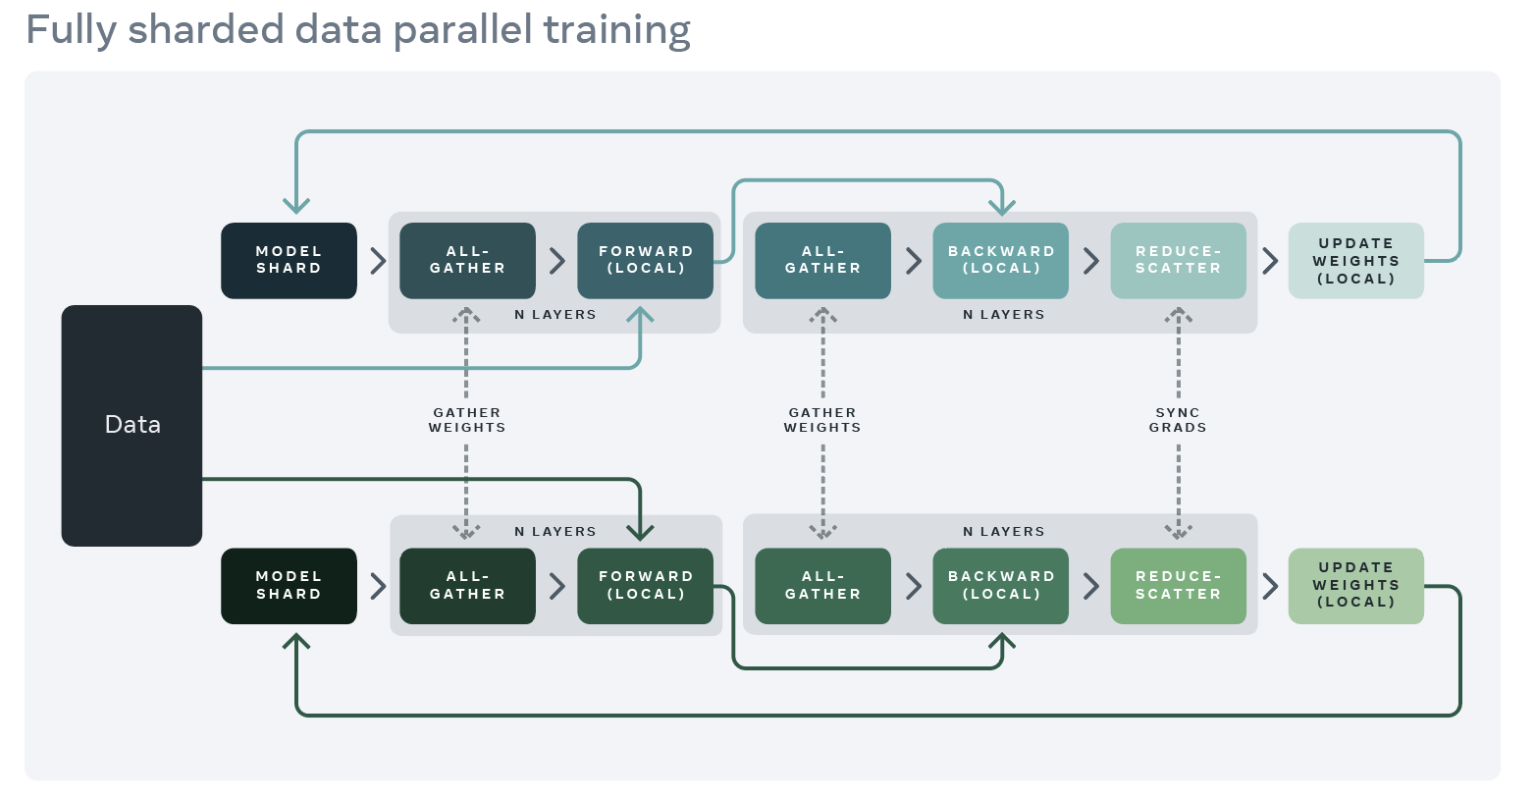 Fully sharded data parallel training
MODEL
SHARD
ALL-
GATHER
FORWARD
(LOCAL)
N LAYERS
ALL-
GATHER
BACKWARD
(LOCAL)
REDUCE-
SCATTER
N LAYERS
UPDATE
WEIGHTS
(LOCAL)
Data
GATHER
WEIGHTS
GATHER
WEIGHTS
SYNC
GRADS
MODEL
SHARD
N LAYERS
ALL-
GATHER
FORWARD
(LOCAL)
N LAYERS
ALL-
GATHER
BACKWARD
(LOCAL)
REDUCE-
SCATTER
UPDATE
WEIGHTS
(LOCAL)